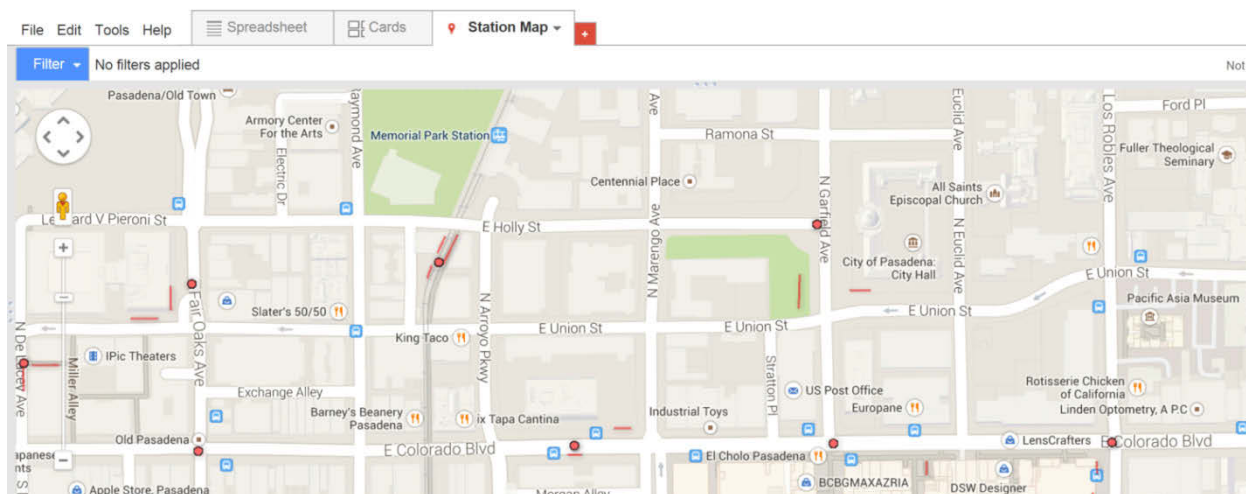 File Edit Tools Help
Spreadsheet
Cards
Station Map
+
Filter
No filters applied
Not
Pasadena/Old Town
Armory Center
For the Arts
Electric Dr
Raymond Ave
Memorial Park Station
Ave
Ramona St
Euclid Ave
Los Robles Ave
Ford Pl
Fuller Theological
Seminary
Centennial Place
All Saints
Episcopal Church
N Garfield Ave
N Euclid Ave
E Holly St
N Marengo Ave
City of Pasadena:
City Hall
E Union St
Pacific Asia Museum
Fair Oaks Ave
Slater's 50/50
N Arroyo Pkwy
E Union St
E Union St
E Union St
King Taco
N De Lacey Ave
Miller Alley
IPic Theaters
Exchange Alley
Stratton Pl
US Post Office
Europane
Rotisserie Chicken
of California
Linden Optometry, A P.C
Barney's Beanery
Pasadena
ix Tapa Cantina
Industrial Toys
Old Pasadena
E Colorado Blvd
LensCrafters
E Colorado Blvd
El Cholo Pasadena
BCBGMAXAZRIA
DSW Designer
Apple Store, Pasadena
Morgan Alley